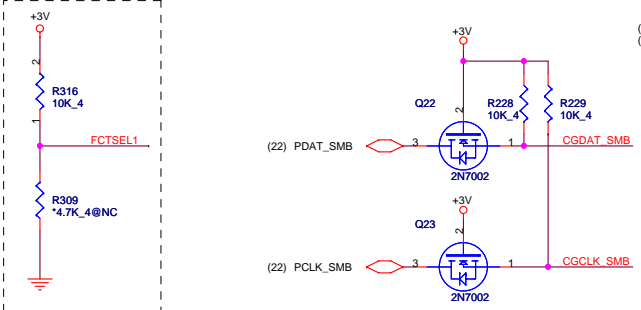 +3V
2
R316
10K_4
1
FCTSEL1
R309
*4.7K_4@NC
+3V
(
(
Q22
2
R228
10K_4
R229
10K_4
(22) PDAT_SMB
3
1
CGDAT_SMB
2N7002
+3V
Q23
2
(22) PCLK_SMB
3
1
CGCLK_SMB
2N7002